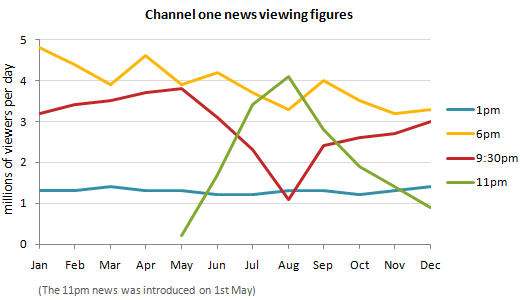 Channel one news viewing figures
millions of viewers per day
5
4
3
2
1
0
Jan Feb Mar Apr May Jun Jul Aug Sep Oct Nov Dec
1pm
6pm
9:30pm
11pm
(The 11pm news was introduced on 1st May)